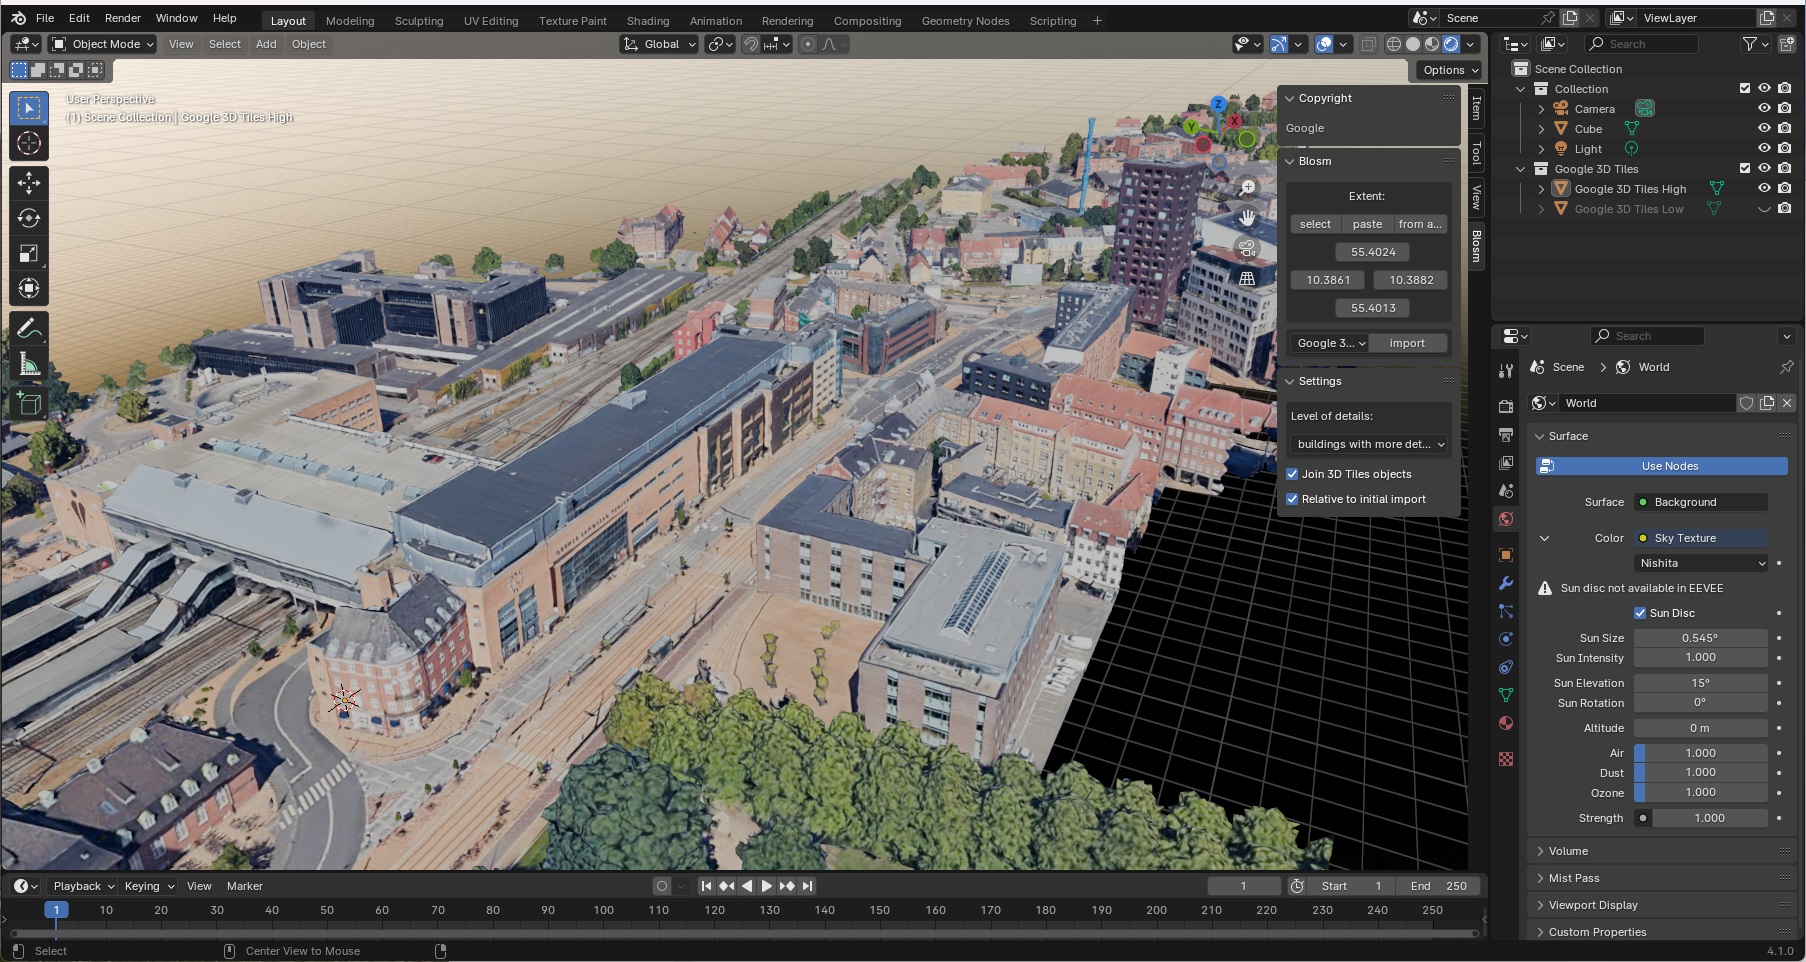 File Edit Render Window Help Layout Modeling Sculpting UV Editing Texture Paint Shading Animation Rendering Compositing Geometry Nodes Scripting + Scene ViewLayer
Object Mode View Select Add Object Global Search
Options
User Perspective
(1) Scene Collection | Google 3D Tiles High
Z
Y
X
Copyright
Google
Blosm
Extent:
select paste from a...
55.4024
10.3861 10.3882
55.4013
Google 3... import
Settings
Level of details:
buildings with more det...
Join 3D Tiles objects
Relative to initial import
Item
Tool
View
Blosm
Scene Collection
Collection
Camera
Cube
Light
Google 3D Tiles
Google 3D Tiles High
Google 3D Tiles Low
Search
Scene > World
World
Surface
Use Nodes
Surface Background
Color Sky Texture
Nishita
Sun disc not available in EEVEE
Sun Disc
Sun Size 0.545°
Sun Intensity 1.000
Sun Elevation 15°
Sun Rotation 0°
Altitude 0 m
Air 1.000
Dust 1.000
Ozone 1.000
Strength 1.000
Volume
Mist Pass
Viewport Display
Custom Properties
Playback Keying View Marker 1 Start 1 End 250
1 10 20 30 40 50 60 70 80 90 100 110 120 130 140 150 160 170 180 190 200 210 220 230 240 250
Select Center View to Mouse 4.1.0